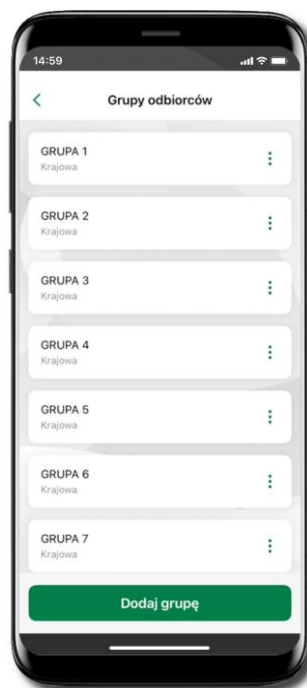 14:59
Grupy odbiorców
GRUPA 1
Krajowa
GRUPA 2
Krajowa
GRUPA 3
Krajowa
GRUPA 4
Krajowa
GRUPA 5
Krajowa
GRUPA 6
Krajowa
GRUPA 7
Krajowa
Dodaj grupę